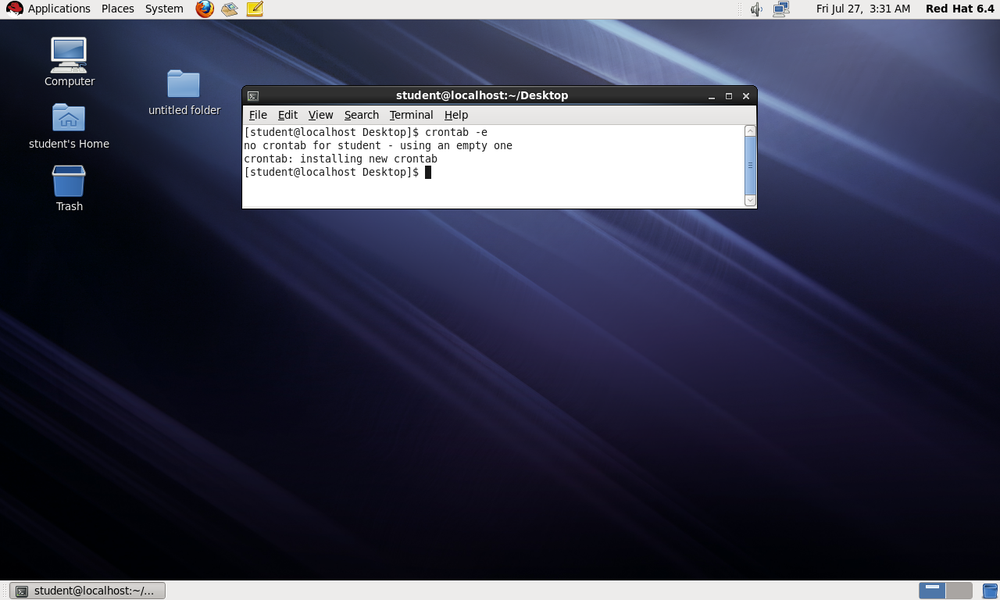 Applications Places System Fri Jul 27, 3:31 AM Red Hat 6.4
Computer
untitled folder
student's Home
Trash
student@localhost:~/Desktop
File Edit View Search Terminal Help
[student@localhost Desktop]$ crontab -e
no crontab for student - using an empty one
crontab: installing new crontab
[student@localhost Desktop]$
student@localhost:~/...